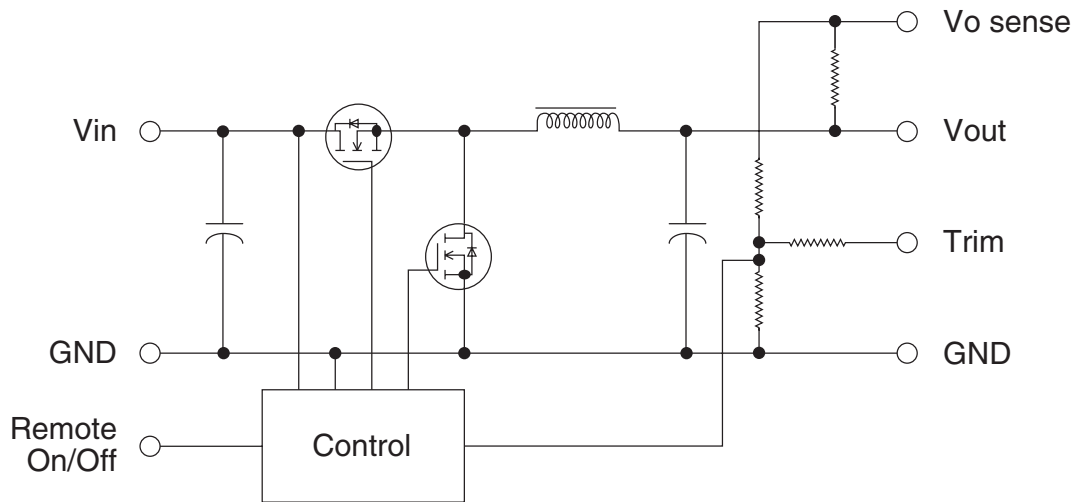 Vo sense
Vin
Vout
Trim
GND
GND
Remote
On/Off
Control